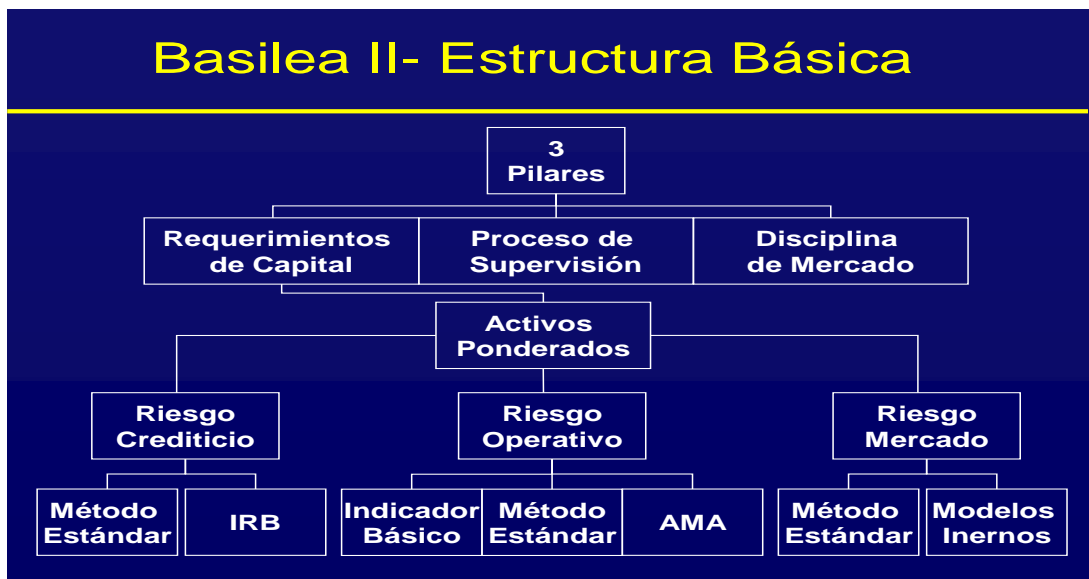 Basilea II- Estructura Básica
3
Pilares
Requerimientos
de Capital
Proceso de
Supervisión
Disciplina
de Mercado
Activos
Ponderados
Riesgo
Crediticio
Riesgo
Operativo
Riesgo
Mercado
Método
Estándar
IRB
Indicador
Básico
Método
Estándar
AMA
Método
Estándar
Modelos
Inernos